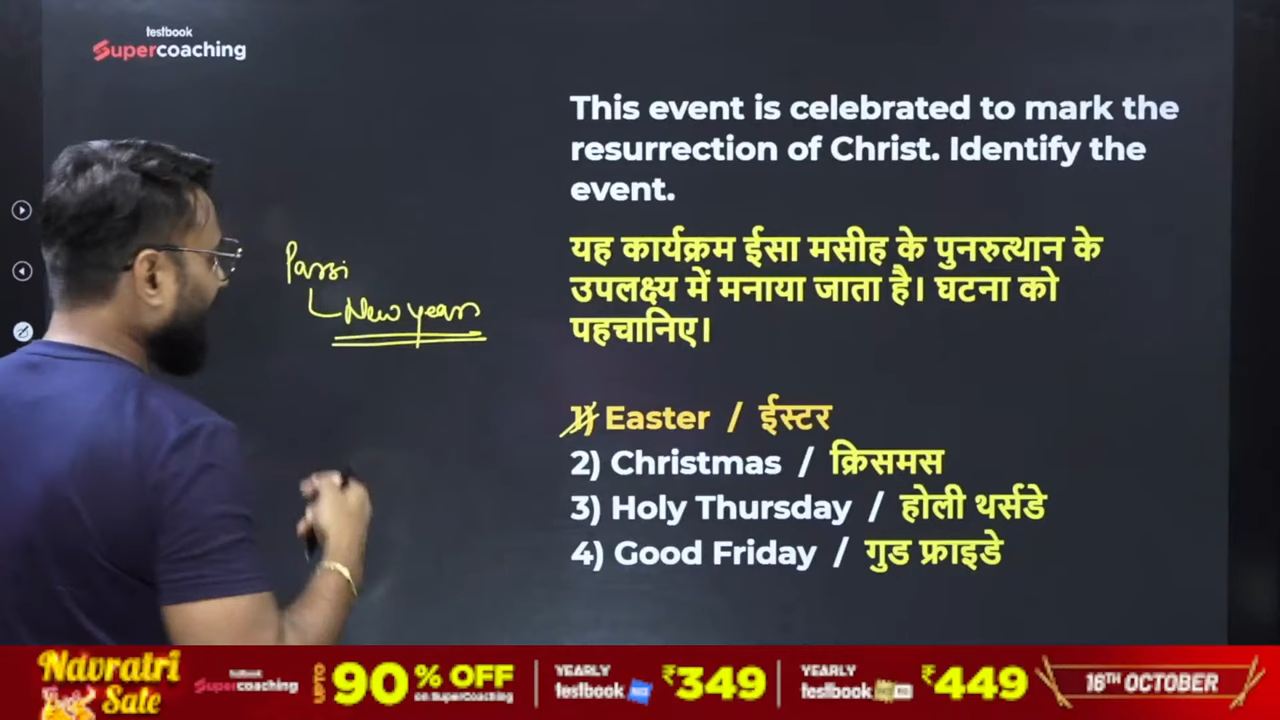 testbook
Supercoaching
This event is celebrated to mark the
resurrection of Christ. Identify the
event.
यह कार्यक्रम ईसा मसीह के पुनरुत्थान के
उपलक्ष्य में मनाया जाता है। घटना को
पहचानिए।
Parsi
New years
1) Easter / ईस्टर
2) Christmas / क्रिसमस
3) Holy Thursday / होली थर्सडे
4) Good Friday / गुड फ्राइडे
Navratri
Sale
testbook
Supercoaching
UPTO 90% OFF
on SuperCoaching
YEARLY
testbook
₹349
YEARLY
testbook
₹449
16TH OCTOBER